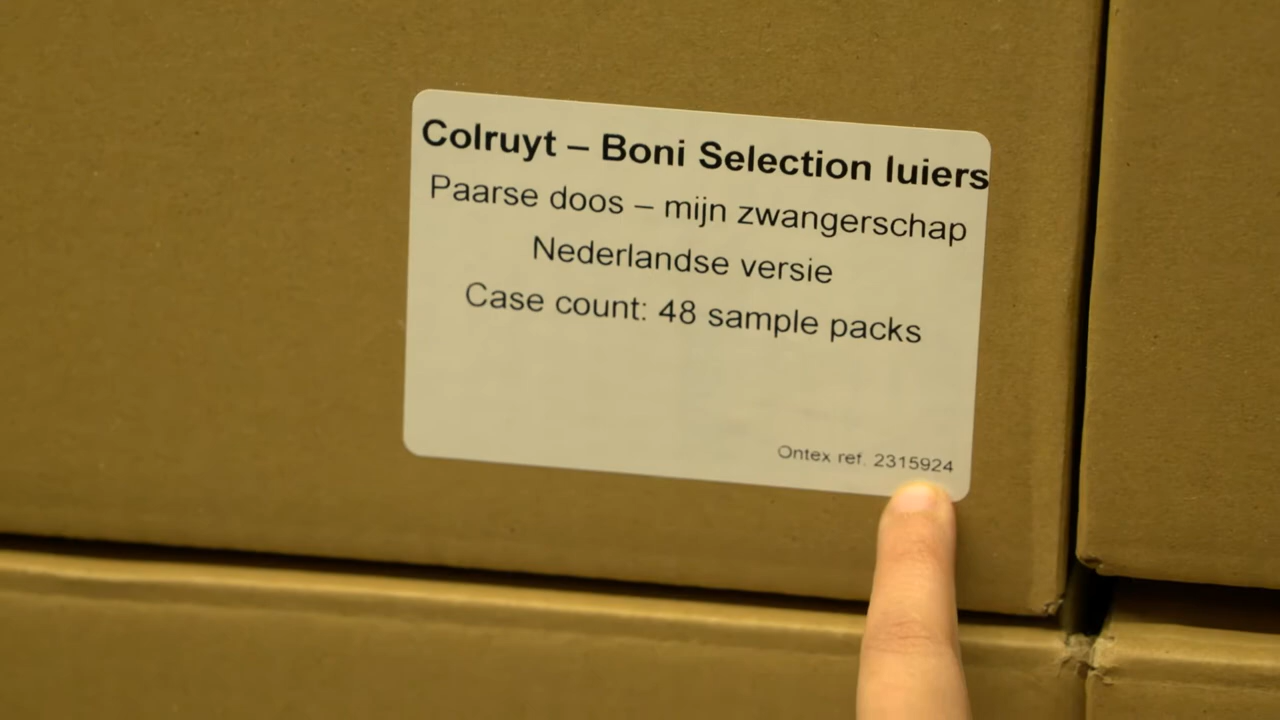 Colruyt – Boni Selection luiers
Paarse doos – mijn zwangerschap
Nederlandse versie
Case count: 48 sample packs
Ontex ref. 2315924